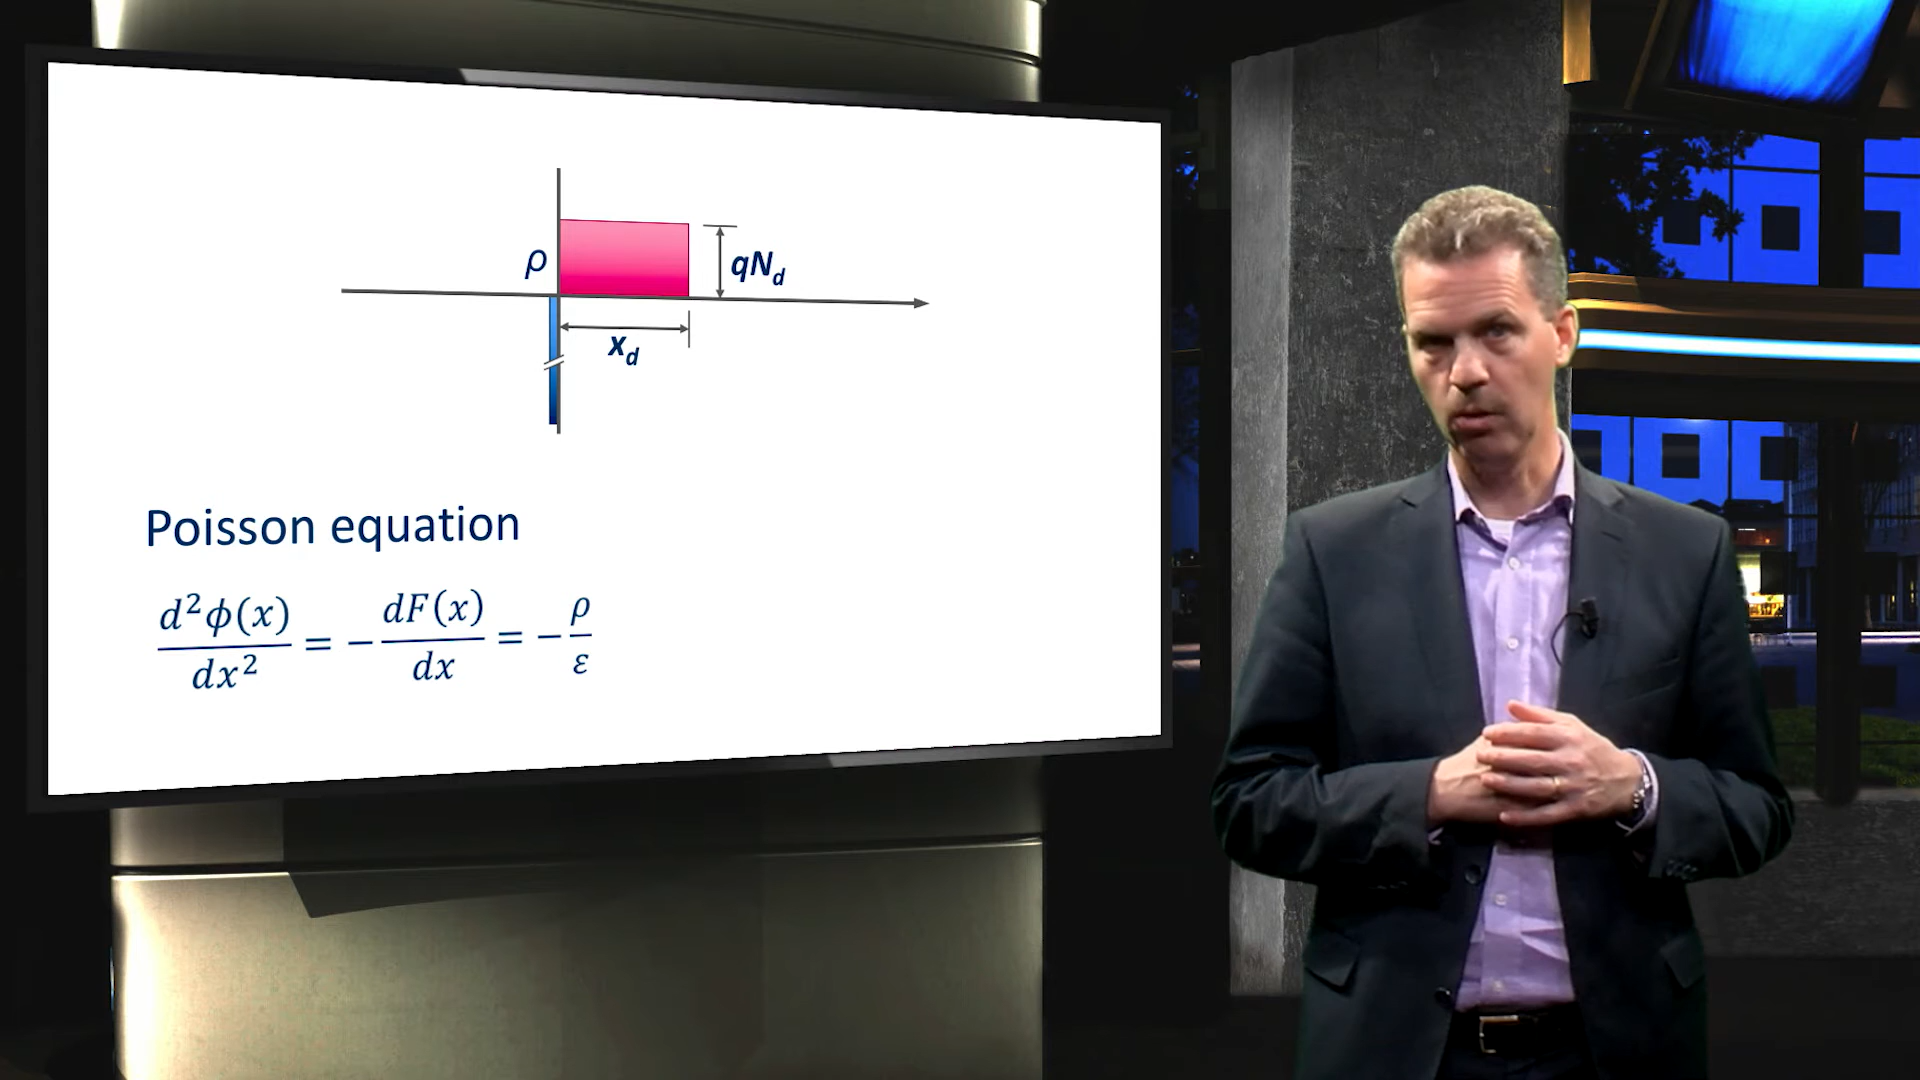 ρ
qN_d
x_d
Poisson equation
d²ϕ(x)/dx² = − dF(x)/dx = − ρ/ε